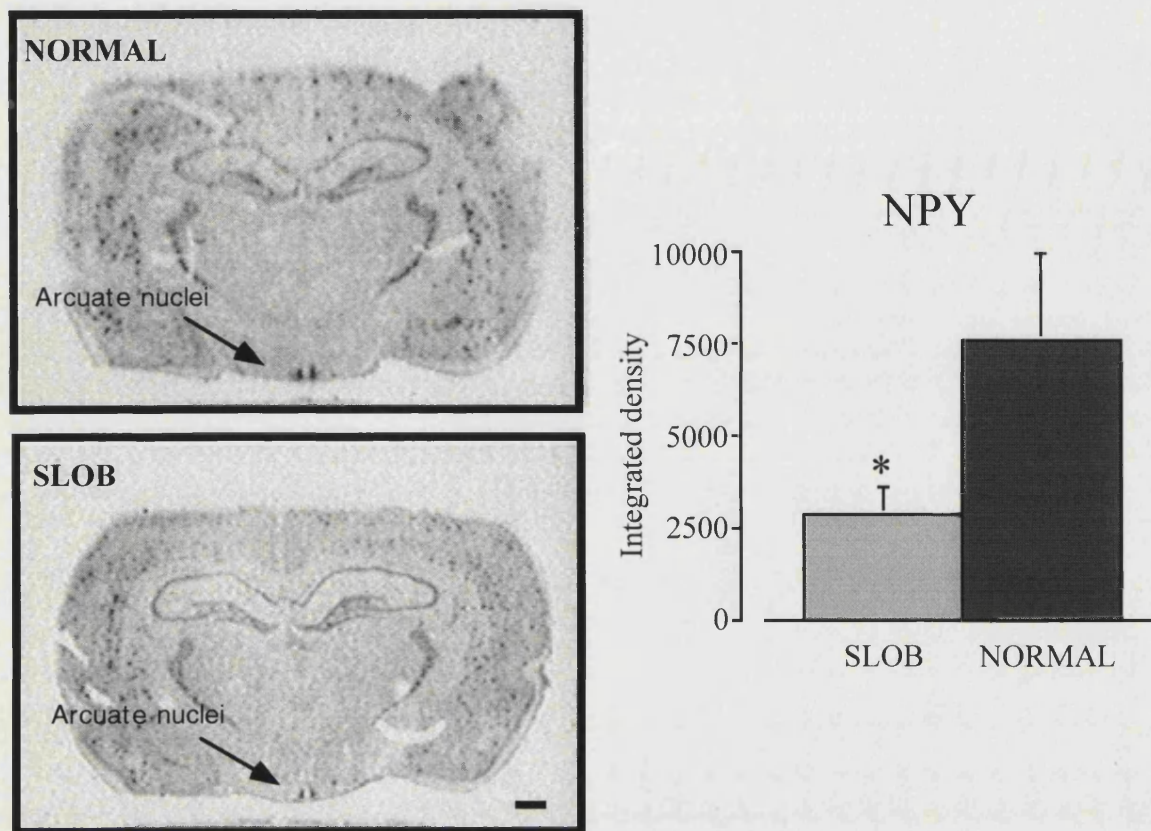 NORMAL
Arcuate nuclei
SLOB
Arcuate nuclei
NPY
10000
7500
5000
2500
0
Integrated density
*
SLOB NORMAL